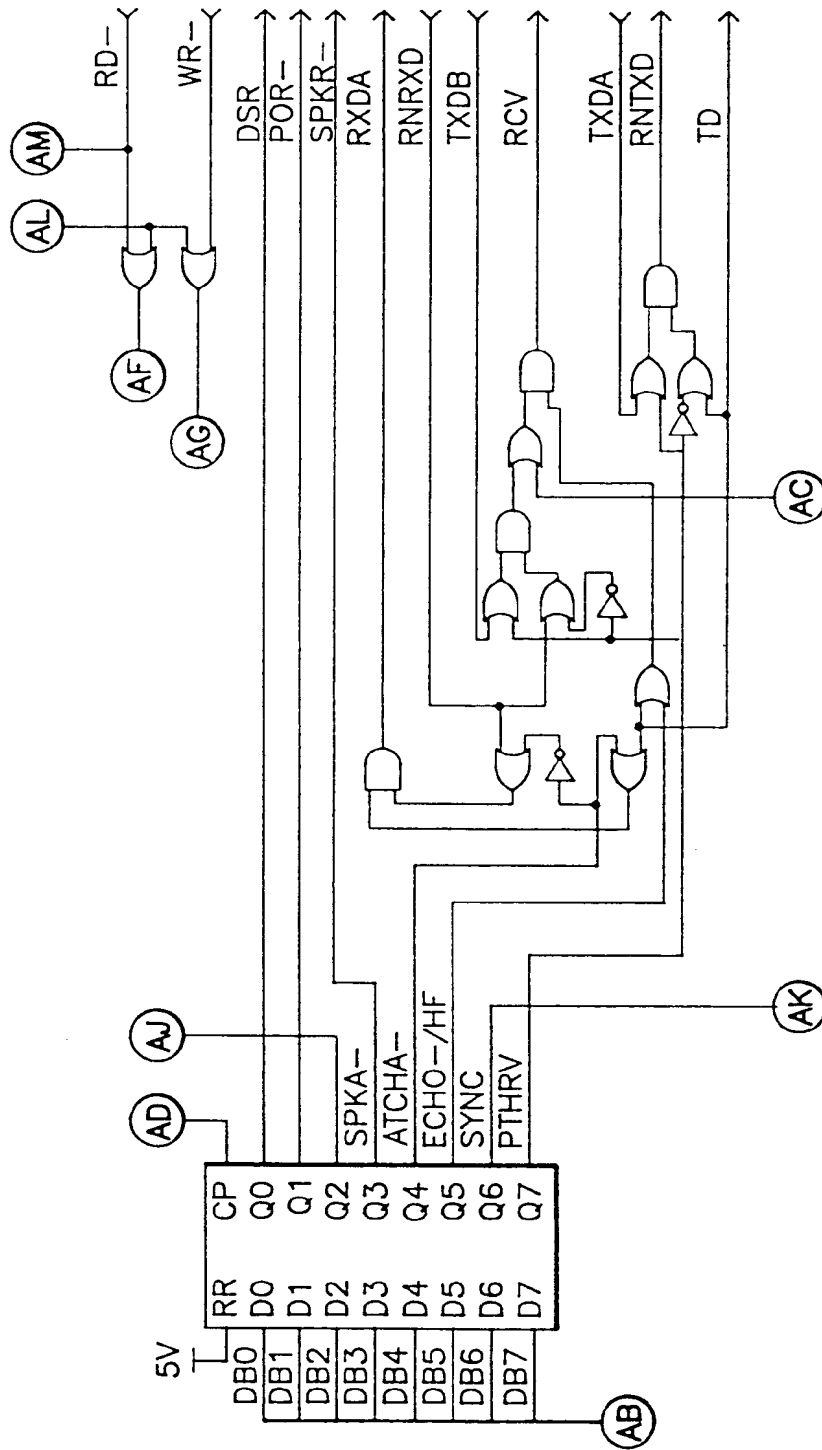 AM
AL
RD-
WR-
AF
AG
DSR
POR-
SPKR-
RXDA
RNRXD
TXDB
RCV
TXDA
RNTXD
TD
AC
AJ
AD
SPKA-
ATCHA-
ECHO-/HF
SYNC
PTHRV
AK
5V
RR CP
DB0 D0 Q0
DB1 D1 Q1
DB2 D2 Q2
DB3 D3 Q3
DB4 D4 Q4
DB5 D5 Q5
DB6 D6 Q6
DB7 D7 Q7
AB